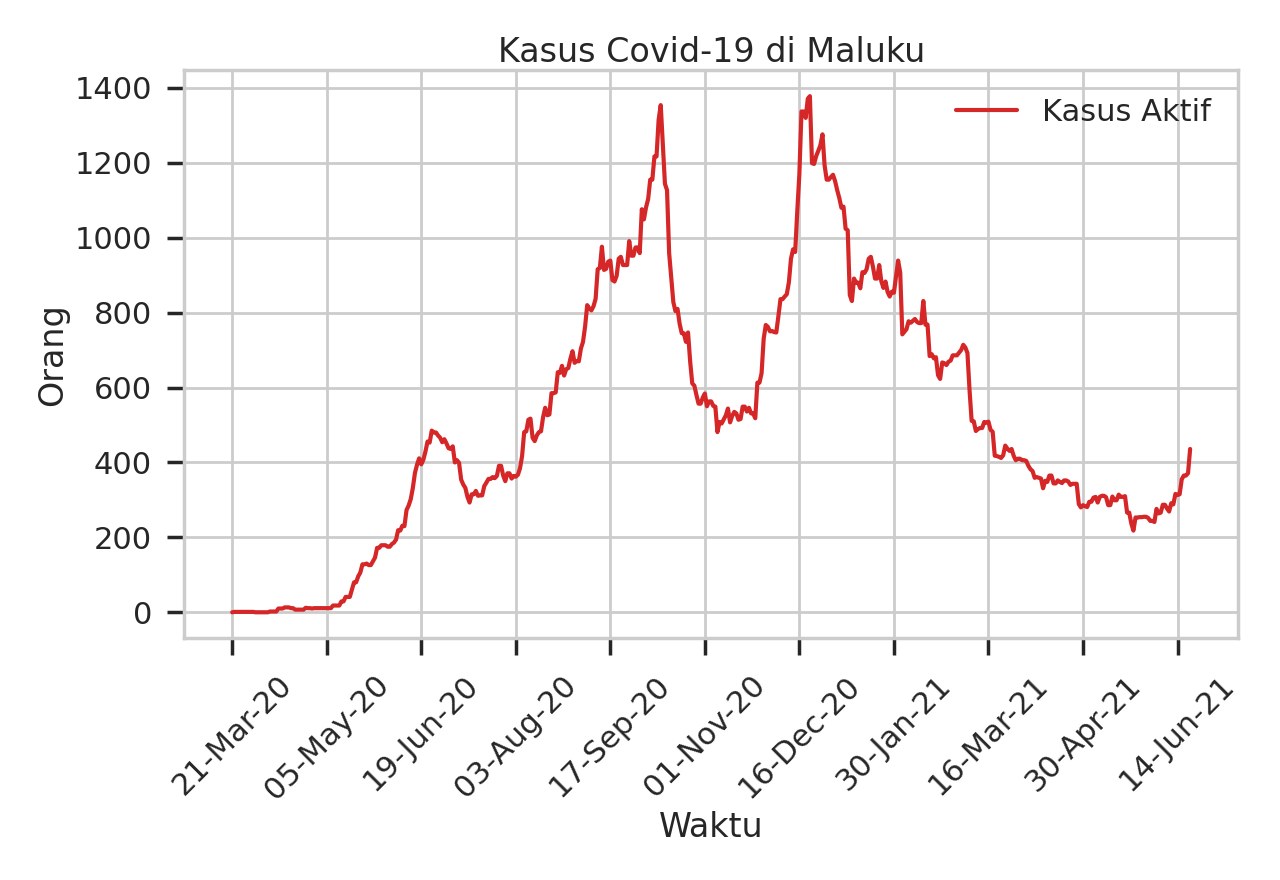 Kasus Covid-19 di Maluku
Kasus Aktif
1400
1200
1000
800
600
400
200
0
Orang
21-Mar-20
05-May-20
19-Jun-20
03-Aug-20
17-Sep-20
01-Nov-20
16-Dec-20
30-Jan-21
16-Mar-21
30-Apr-21
14-Jun-21
Waktu